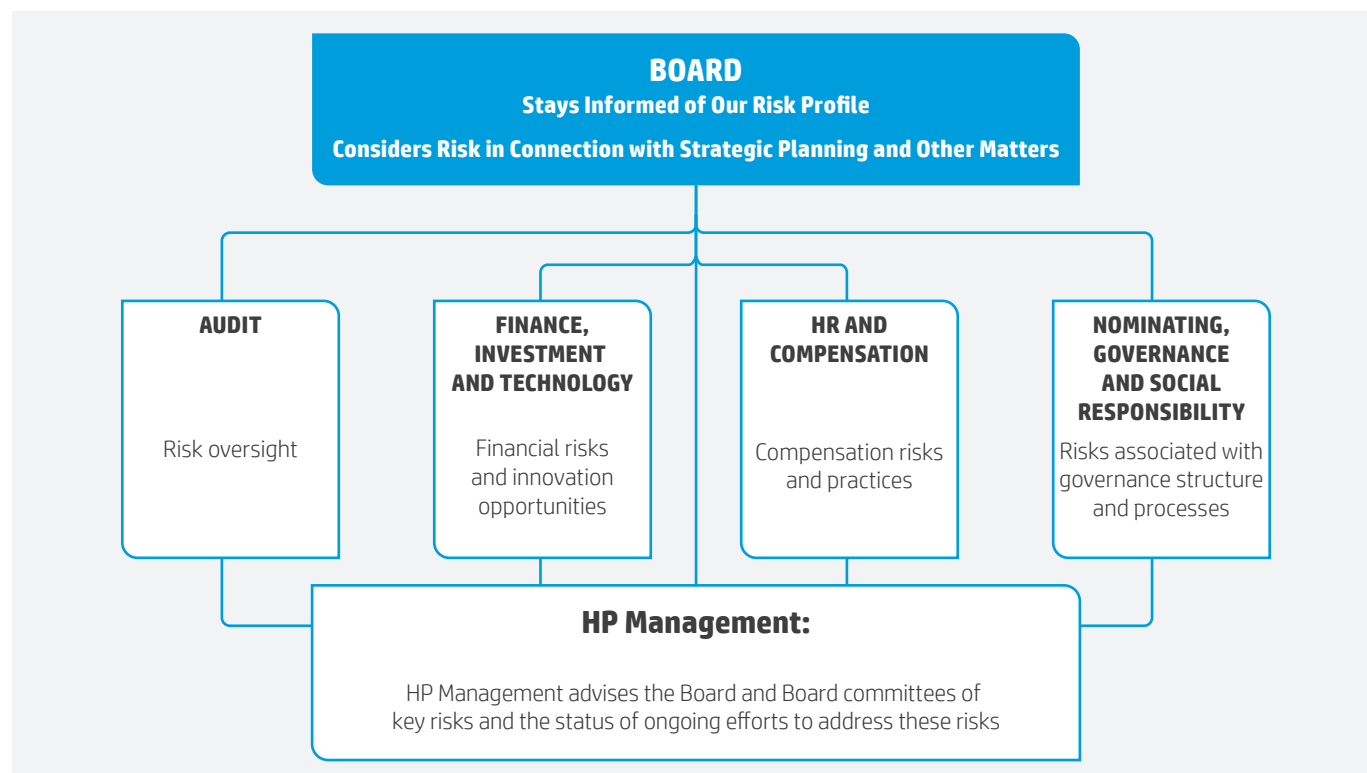 BOARD
Stays Informed of Our Risk Profile
Considers Risk in Connection with Strategic Planning and Other Matters
AUDIT
Risk oversight
FINANCE,
INVESTMENT
AND TECHNOLOGY
Financial risks
and innovation
opportunities
HR AND
COMPENSATION
Compensation risks
and practices
NOMINATING,
GOVERNANCE
AND SOCIAL
RESPONSIBILITY
Risks associated with
governance structure
and processes
HP Management:
HP Management advises the Board and Board committees of
key risks and the status of ongoing efforts to address these risks